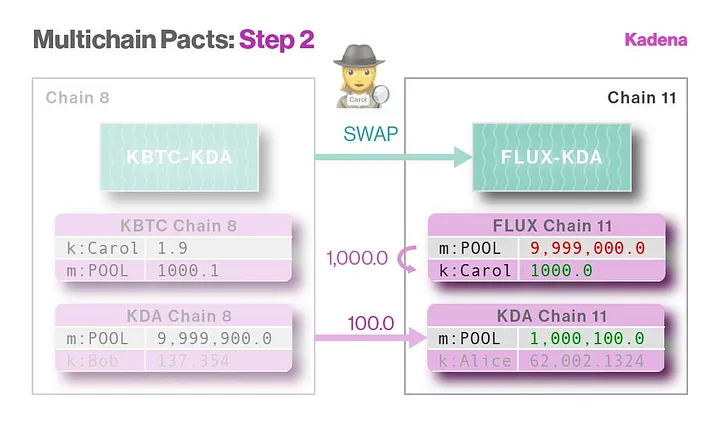 Multichain Pacts: Step 2
Kadena
Chain 8
Carol
Chain 11
SWAP
KBTC-KDA
FLUX-KDA
KBTC Chain 8
k:Carol 1.9
m:POOL 1000.1
1,000.0
FLUX Chain 11
m:POOL 9,999,000.0
k:Carol 1000.0
KDA Chain 8
m:POOL 9,999,900.0
k:Bob 137.354
100.0
KDA Chain 11
m:POOL 1,000,100.0
k:Alice 62,002.1324